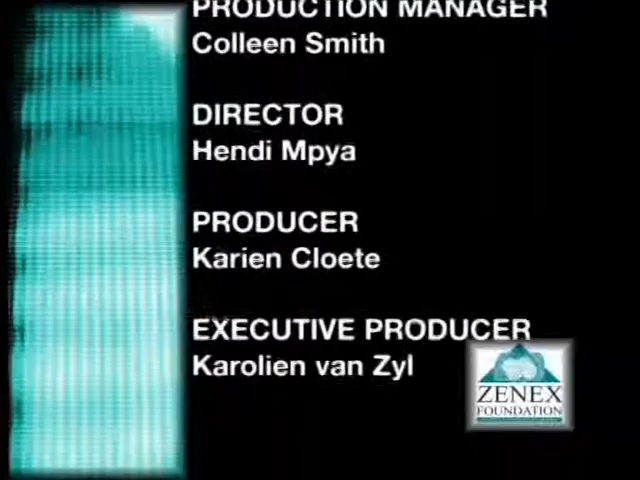 PRODUCTION MANAGER
Colleen Smith
DIRECTOR
Hendi Mpya
PRODUCER
Karien Cloete
EXECUTIVE PRODUCER
Karolien van Zyl
ZENEX
FOUNDATION